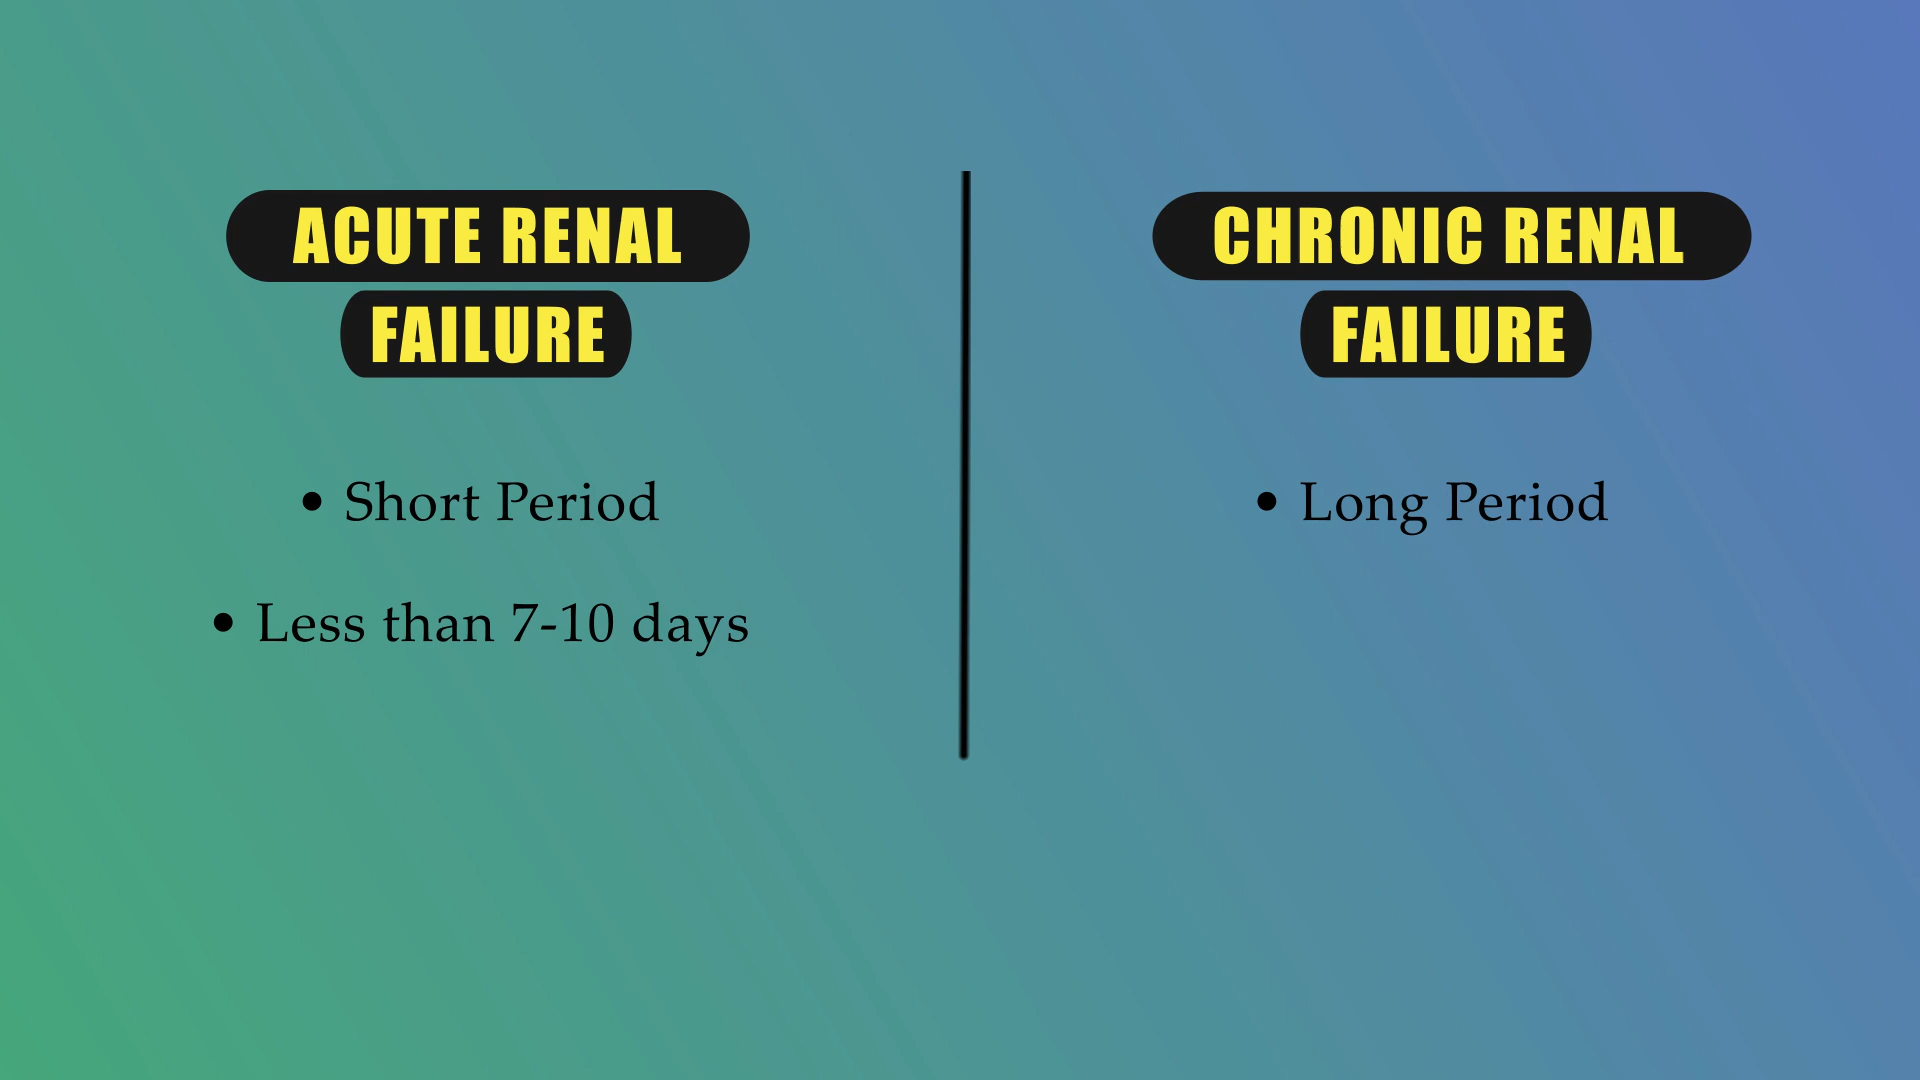 ACUTE RENAL
FAILURE
• Short Period
• Less than 7-10 days
CHRONIC RENAL
FAILURE
• Long Period